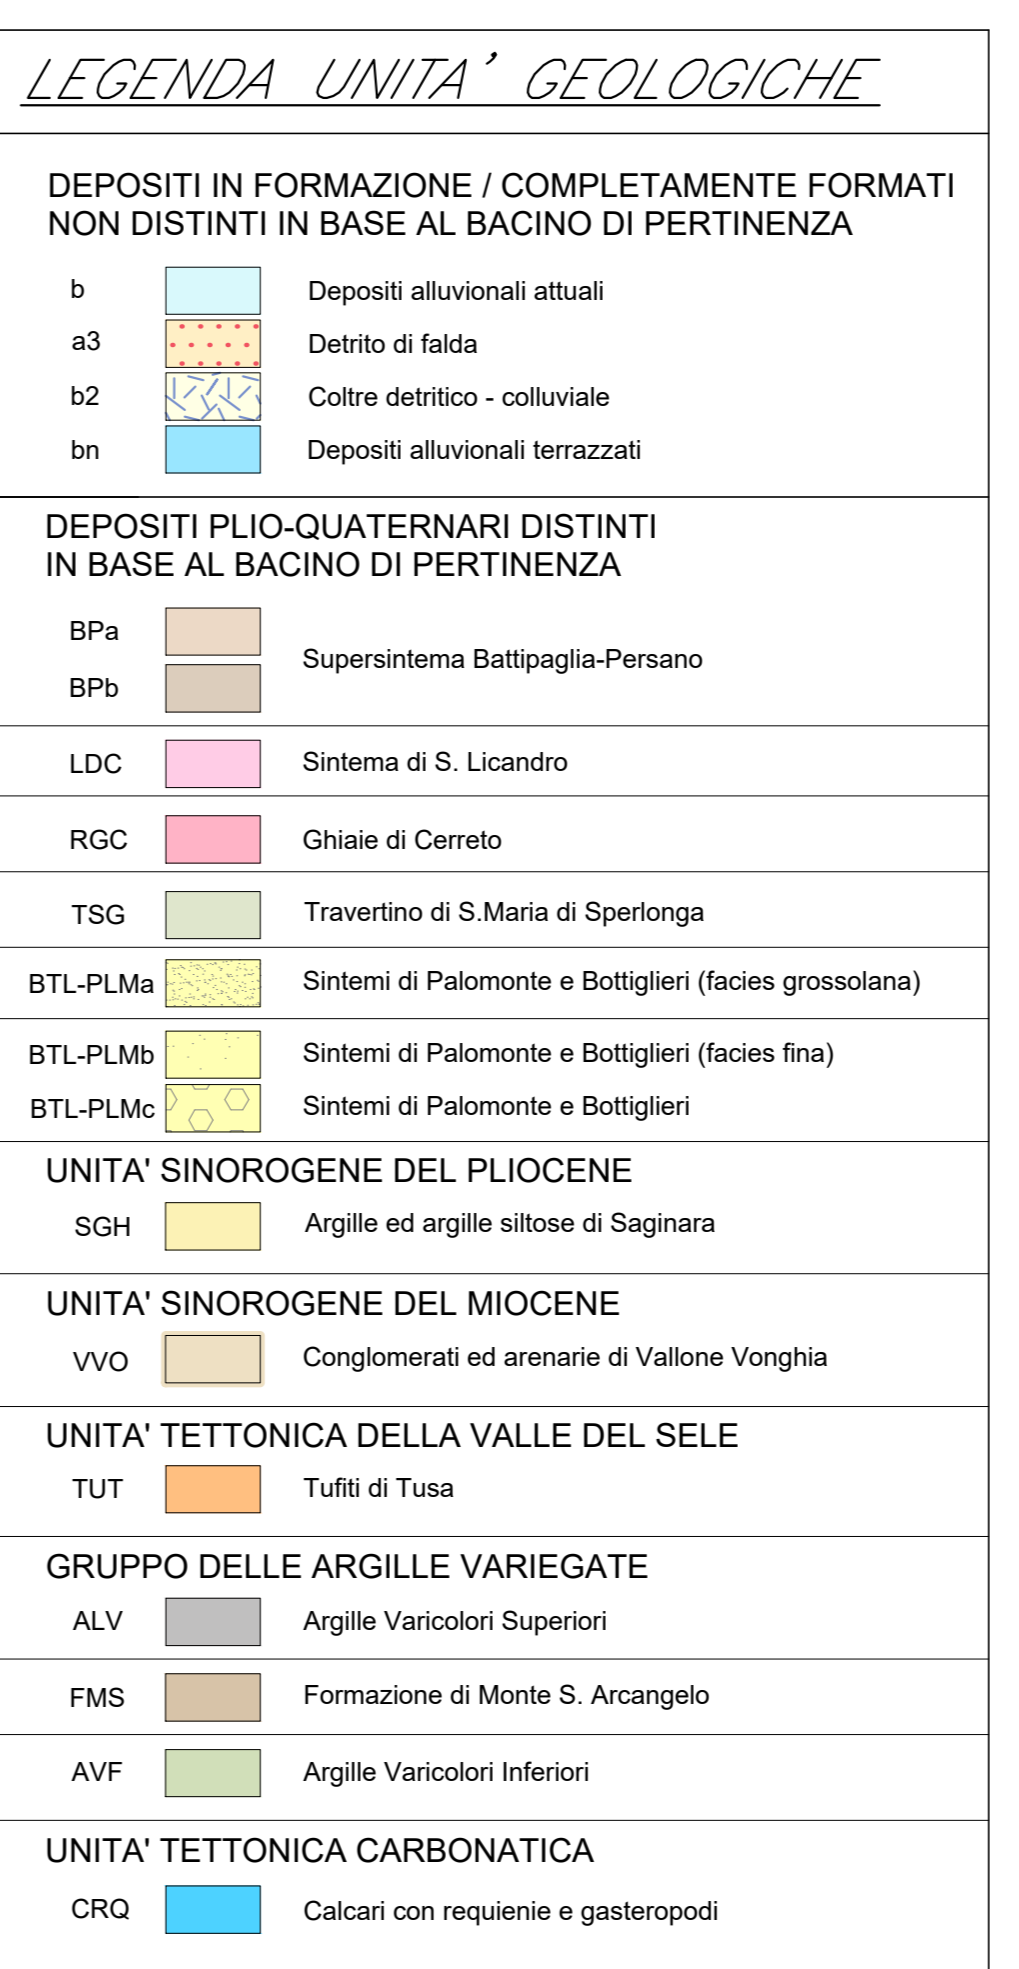 LEGENDA UNITA' GEOLOGICHE
DEPOSITI IN FORMAZIONE / COMPLETAMENTE FORMATI
NON DISTINTI IN BASE AL BACINO DI PERTINENZA
b Depositi alluvionali attuali
a3 Detrito di falda
b2 Coltre detritico - colluviale
bn Depositi alluvionali terrazzati
DEPOSITI PLIO-QUATERNARI DISTINTI
IN BASE AL BACINO DI PERTINENZA
BPa
Supersintema Battipaglia-Persano
BPb
LDC Sintema di S. Licandro
RGC Ghiaie di Cerreto
TSG Travertino di S.Maria di Sperlonga
BTL-PLMa Sintemi di Palomonte e Bottiglieri (facies grossolana)
BTL-PLMb Sintemi di Palomonte e Bottiglieri (facies fina)
BTL-PLMc Sintemi di Palomonte e Bottiglieri
UNITA' SINOROGENE DEL PLIOCENE
SGH Argille ed argille siltose di Saginara
UNITA' SINOROGENE DEL MIOCENE
VVO Conglomerati ed arenarie di Vallone Vonghia
UNITA' TETTONICA DELLA VALLE DEL SELE
TUT Tufiti di Tusa
GRUPPO DELLE ARGILLE VARIEGATE
ALV Argille Varicolori Superiori
FMS Formazione di Monte S. Arcangelo
AVF Argille Varicolori Inferiori
UNITA' TETTONICA CARBONATICA
CRQ Calcari con requienie e gasteropodi